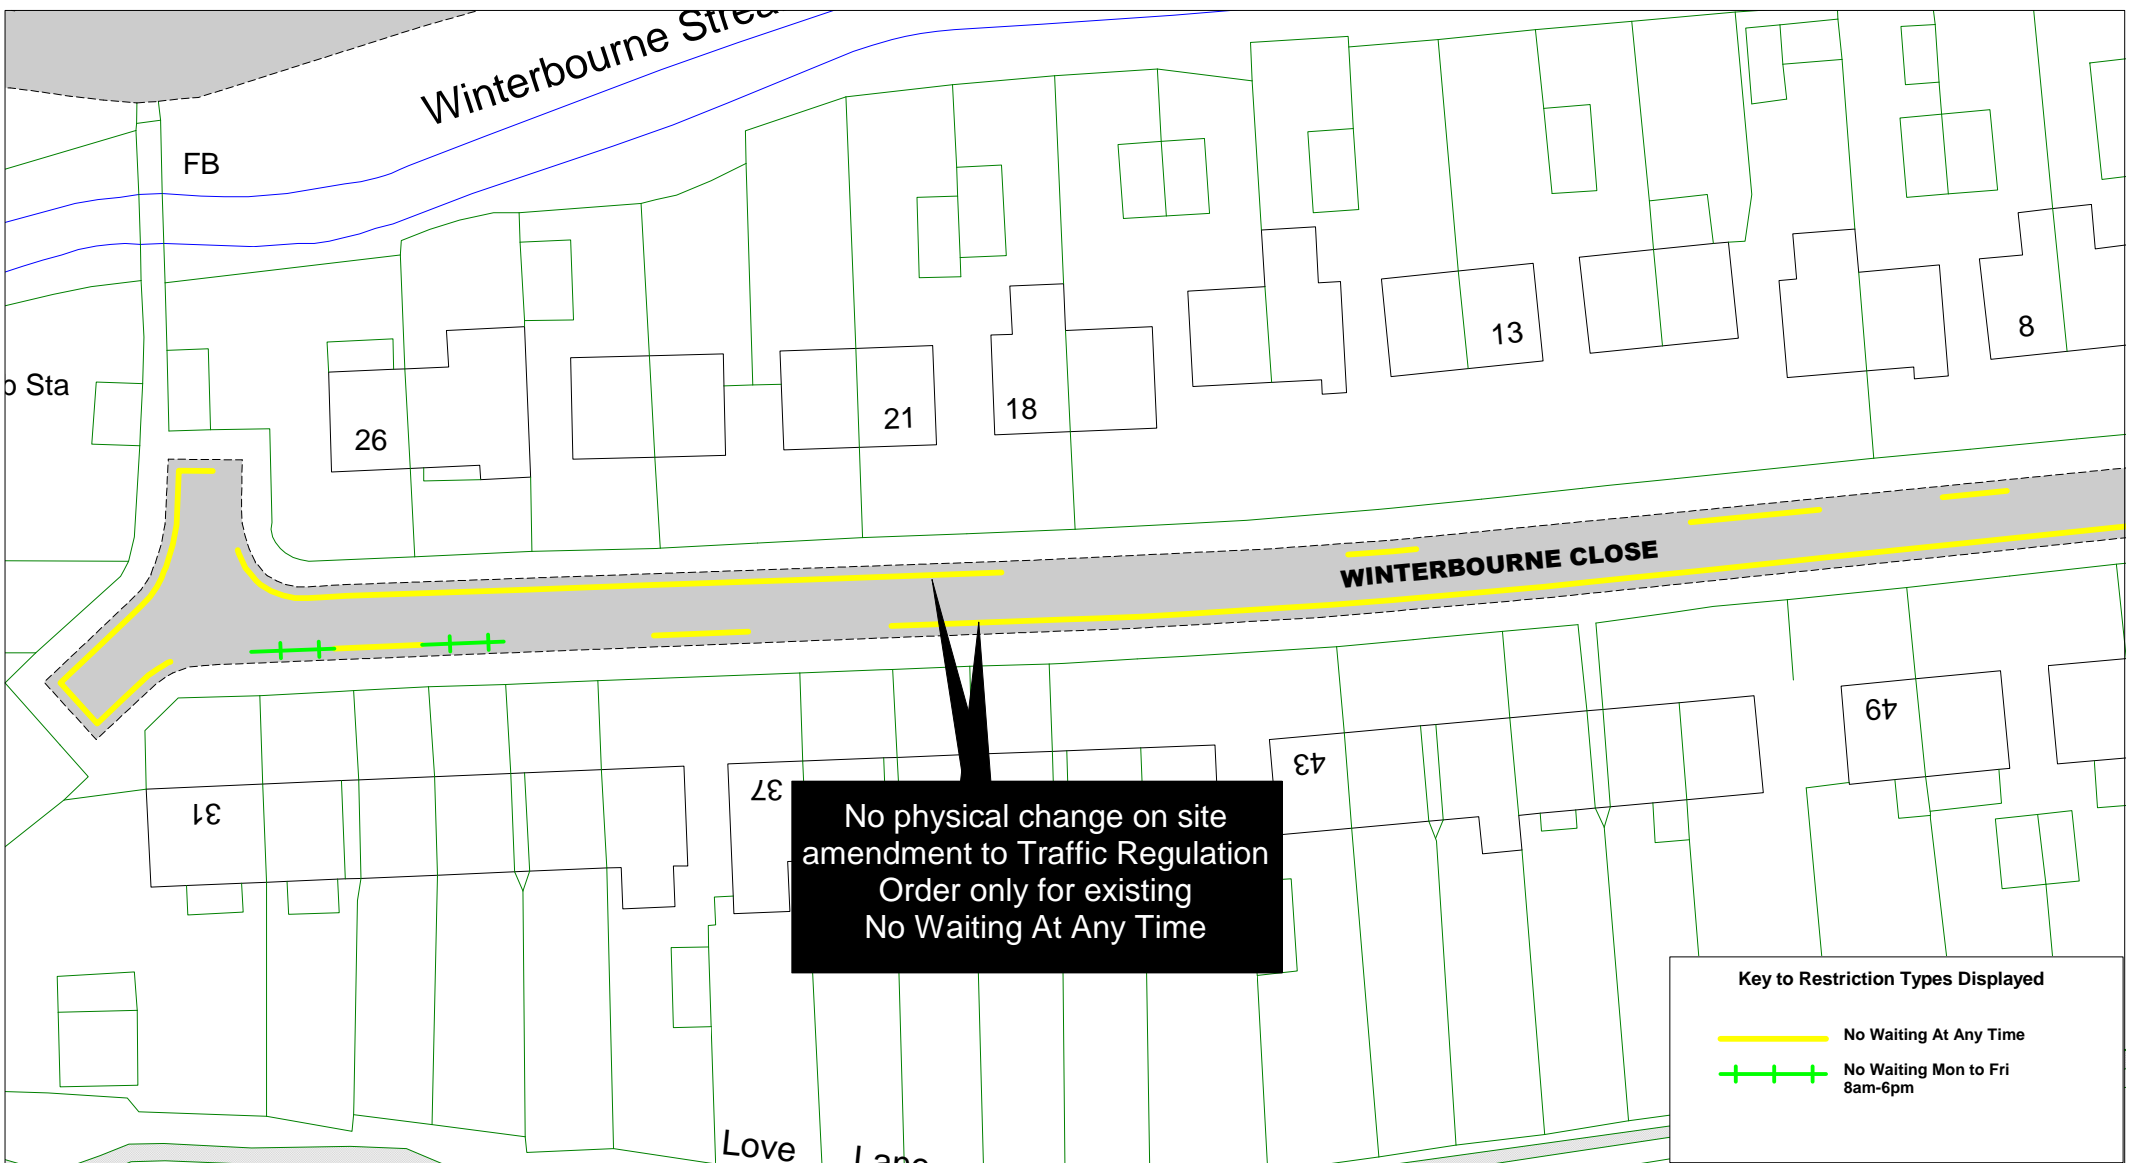 Winterbourne
FB
13
8
Sta
26
21
18
WINTERBOURNE CLOSE
49
43
37
31
No physical change on site
amendment to Traffic Regulation
Order only for existing
No Waiting At Any Time
Key to Restriction Types Displayed
No Waiting At Any Time
No Waiting Mon to Fri
8am-6pm
Love Lane